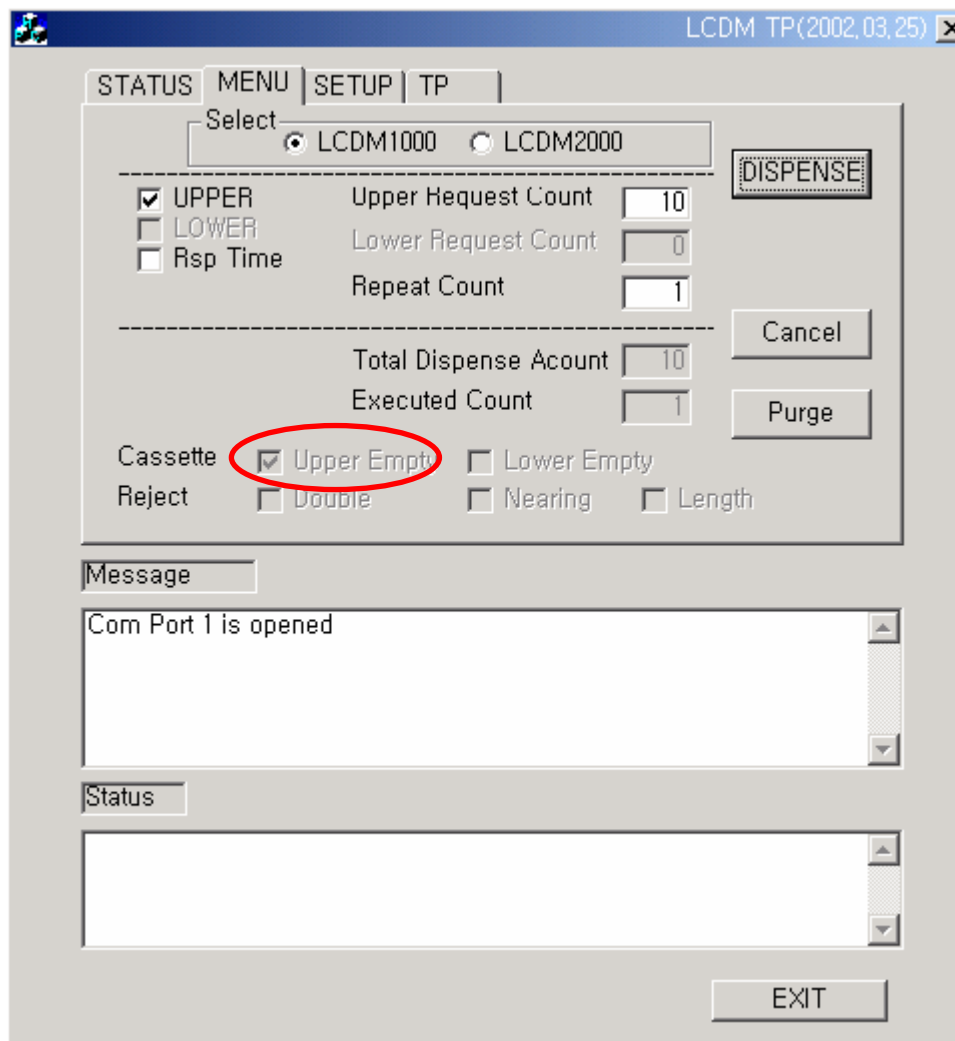 LCDM TP(2002,03,25)
STATUS MENU SETUP TP
Select
LCDM1000 LCDM2000
DISPENSE
UPPER Upper Request Count 10
LOWER Lower Request Count 0
Rsp Time
Repeat Count 1
Cancel
Total Dispense Acount 10
Executed Count 1
Purge
Cassette Upper Empty Lower Empty
Reject Double Nearing Length
Message
Com Port 1 is opened
Status
EXIT